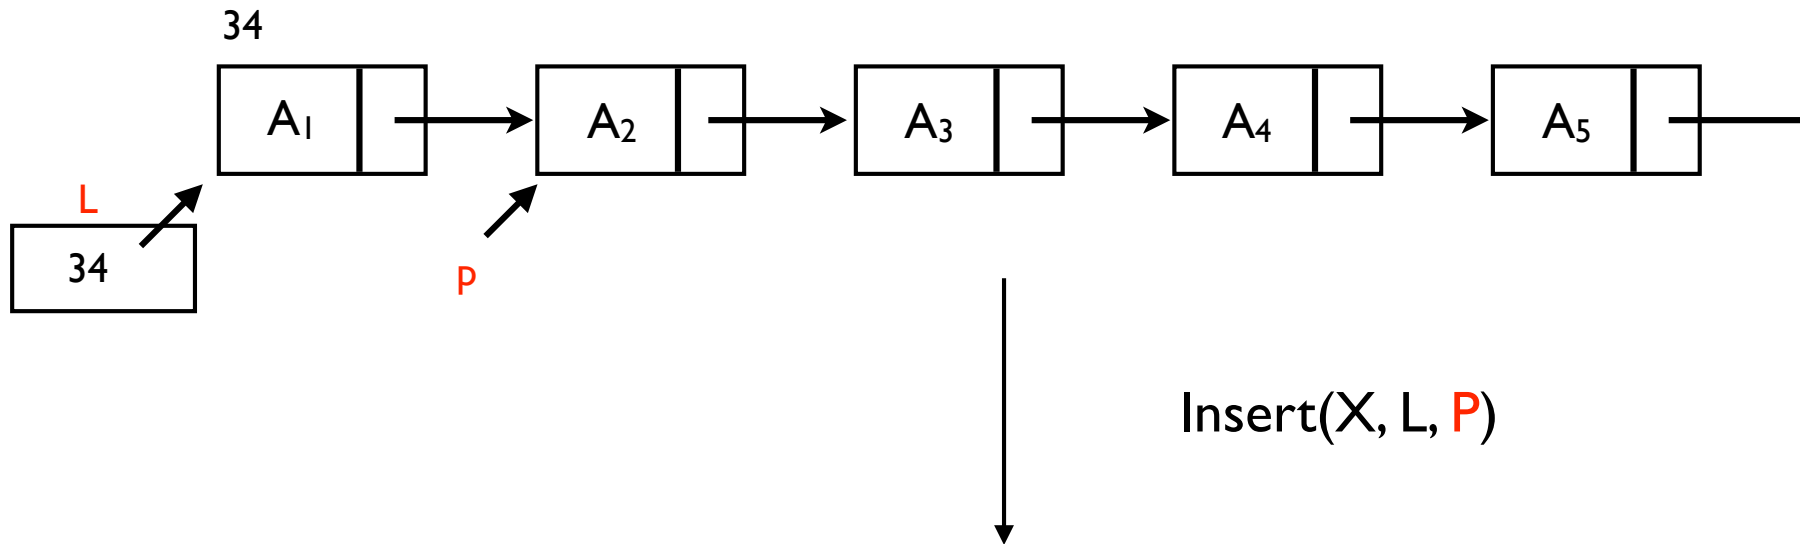 34
A₁ A₂ A₃ A₄ A₅
L
34
P
Insert(X, L, P)